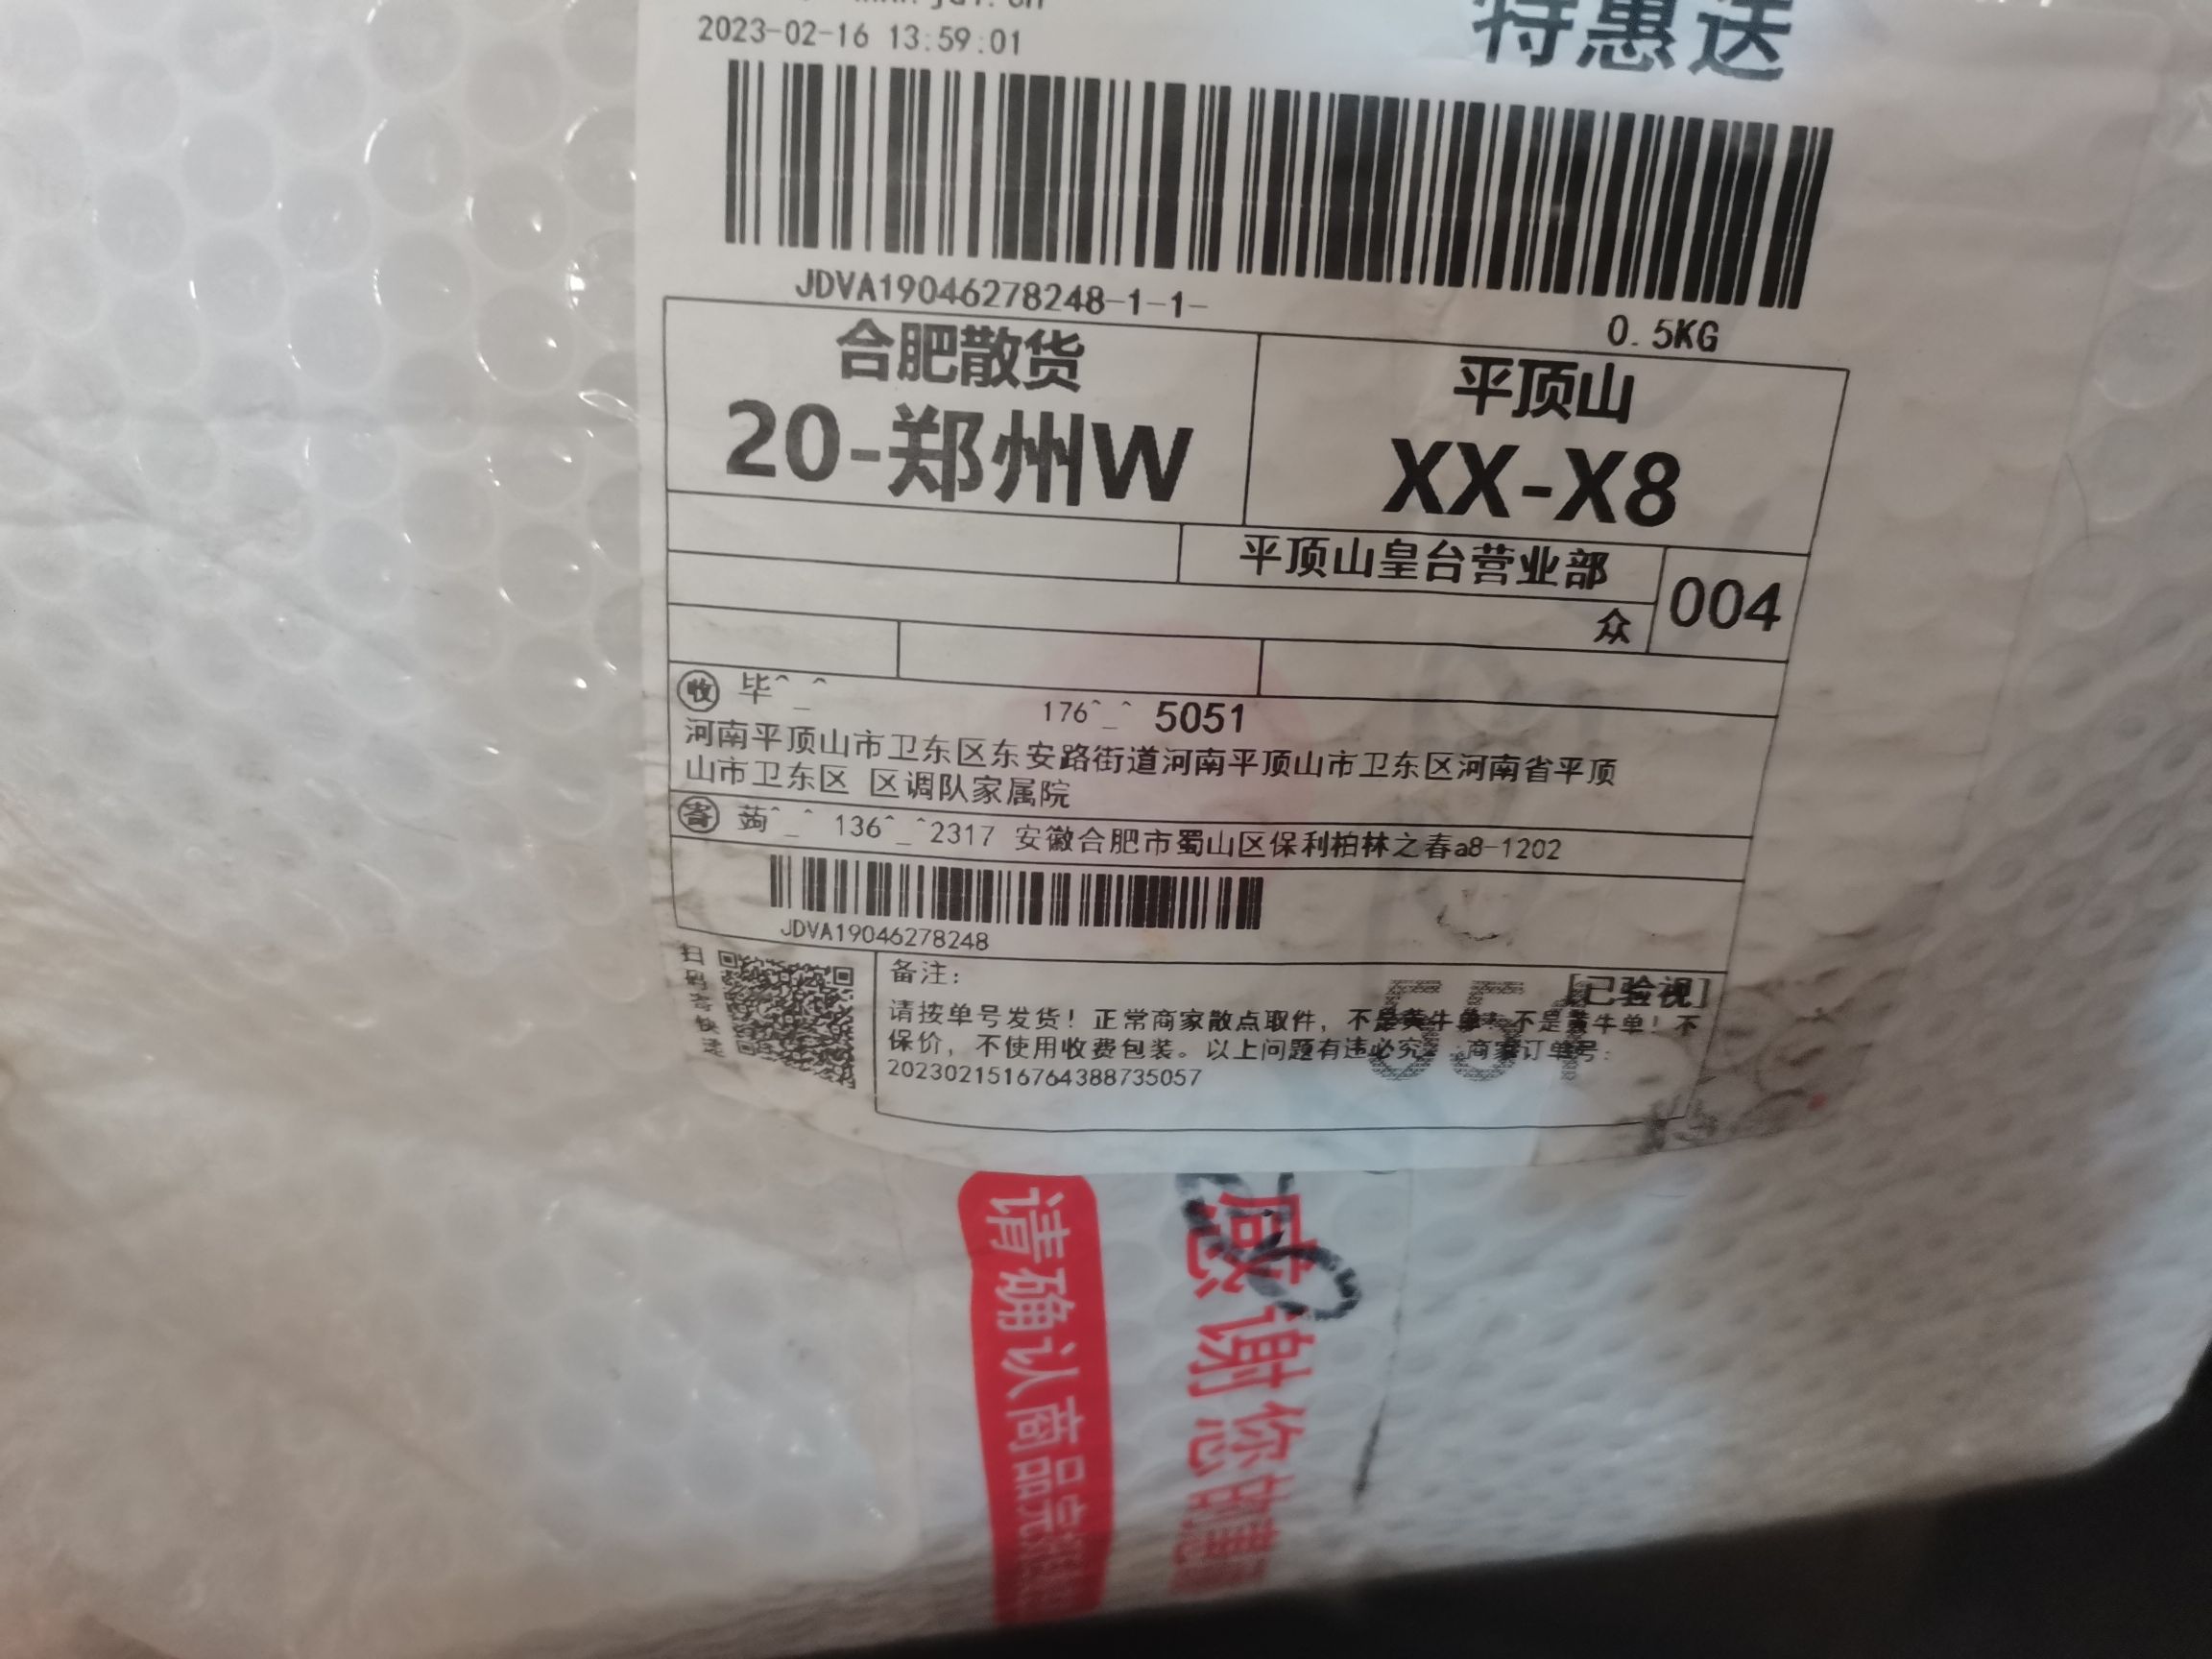 特惠送
2023-02-16 13:59:01
JDVA19046278248-1-1-
0.5KG
合肥散货
平顶山
20-郑州W
XX-X8
平顶山皇台营业部
004
众
收 毕^_^
176^_^ 5051
河南平顶山市卫东区东安路街道河南平顶山市卫东区河南省平顶
山市卫东区 区调队家属院
寄 蒟^_^ 136^_^2317 安徽合肥市蜀山区保利柏林之春a8-1202
JDVA19046278248
扫码寄快递
备注:
[已验视]
551
请按单号发货！正常商家散点取件，不是黄牛单 不是黄牛单！不
保价，不使用收费包装。以上问题有违必究 商家订单号:
2023021516764388735057
请确认商品完好
感谢您的惠顾